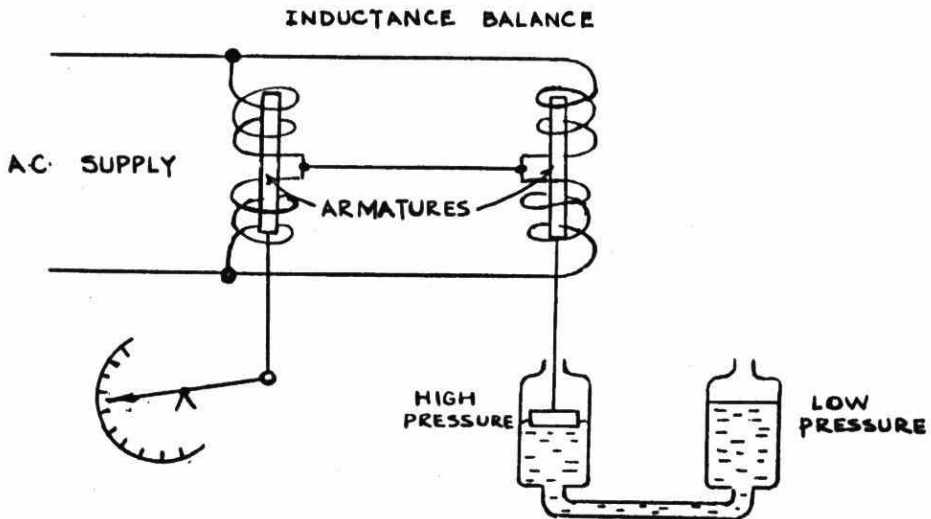 INDUCTANCE BALANCE
A.C. SUPPLY
ARMATURES
HIGH
PRESSURE
LOW
PRESSURE